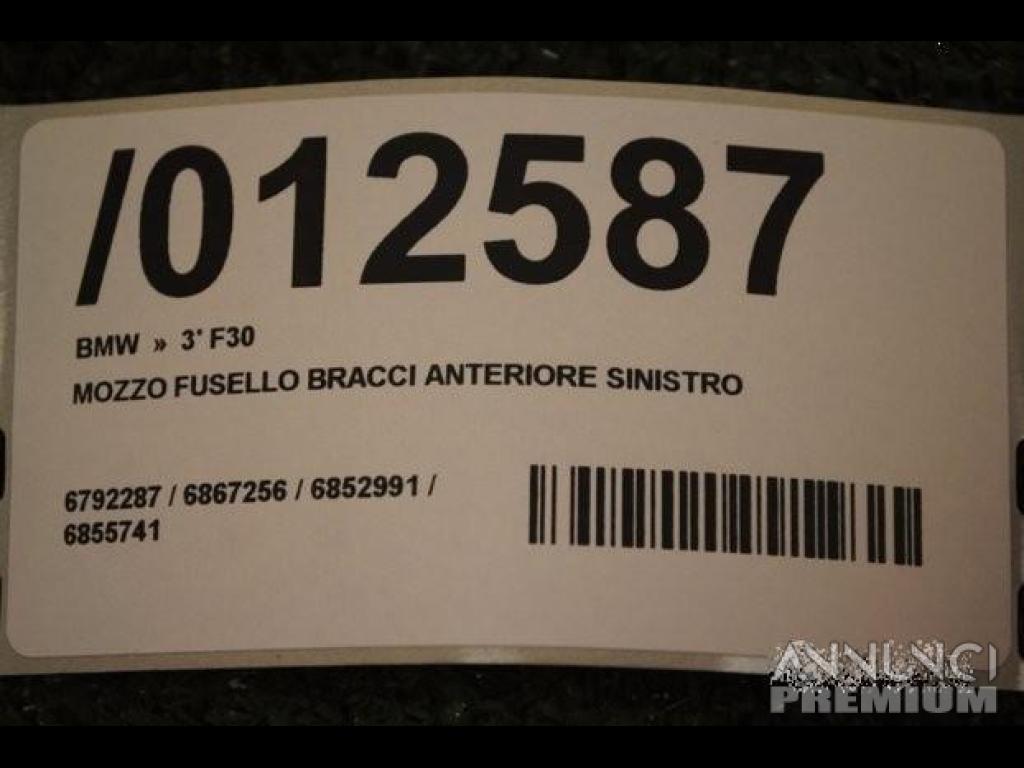 /012587
BMW » 3° F30
MOZZO FUSELLO BRACCI ANTERIORE SINISTRO
6792287 / 6867256 / 6852991 /
6855741
ANNUNCI
PREMIUM